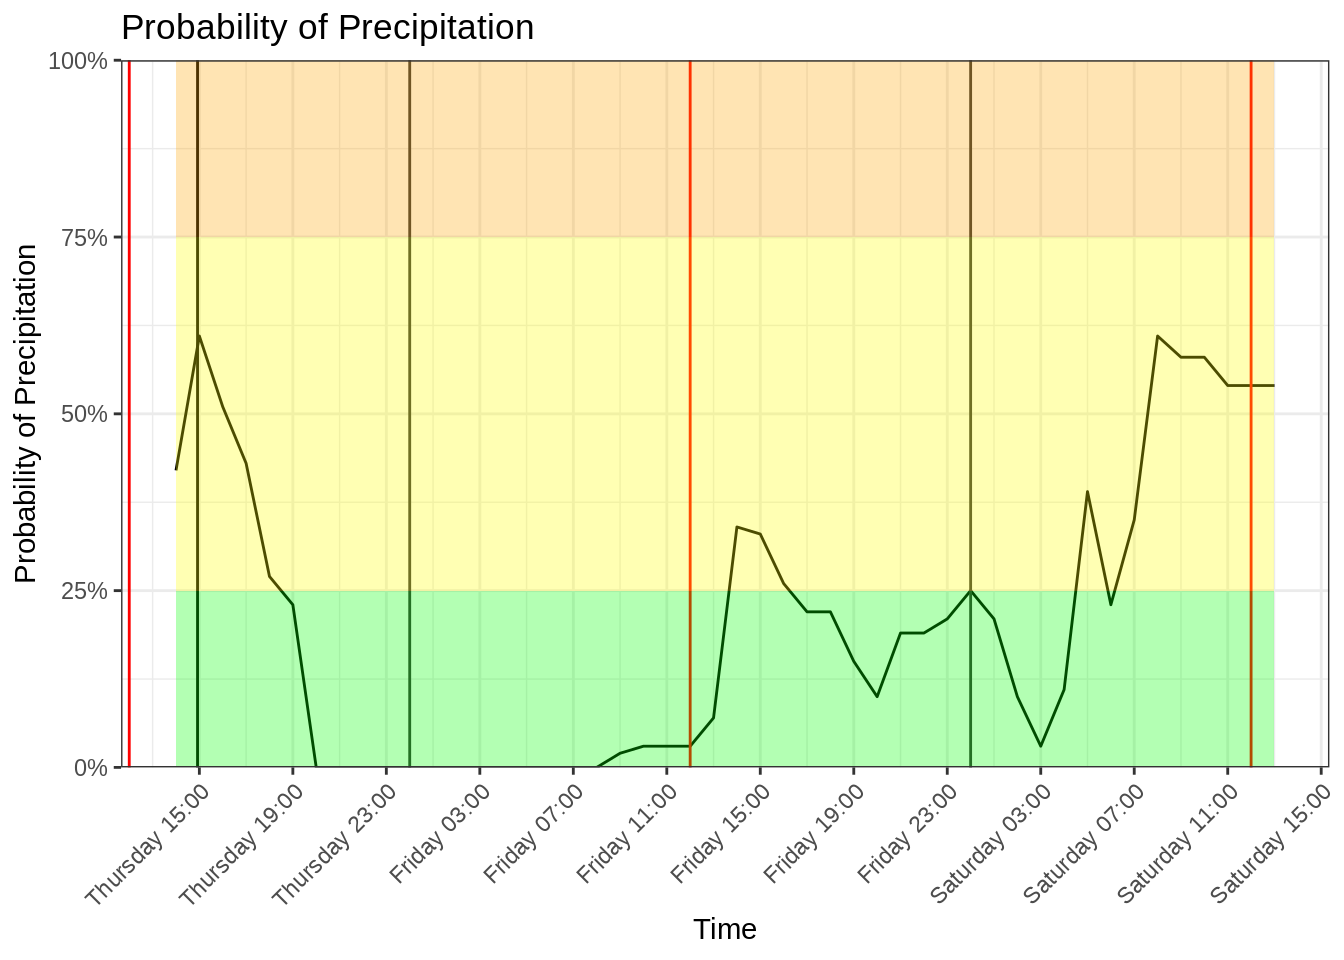 Probability of Precipitation
Probability of Precipitation
100%
75%
50%
25%
0%
Thursday 15:00
Thursday 19:00
Thursday 23:00
Friday 03:00
Friday 07:00
Friday 11:00
Friday 15:00
Friday 19:00
Friday 23:00
Saturday 03:00
Saturday 07:00
Saturday 11:00
Saturday 15:00
Time